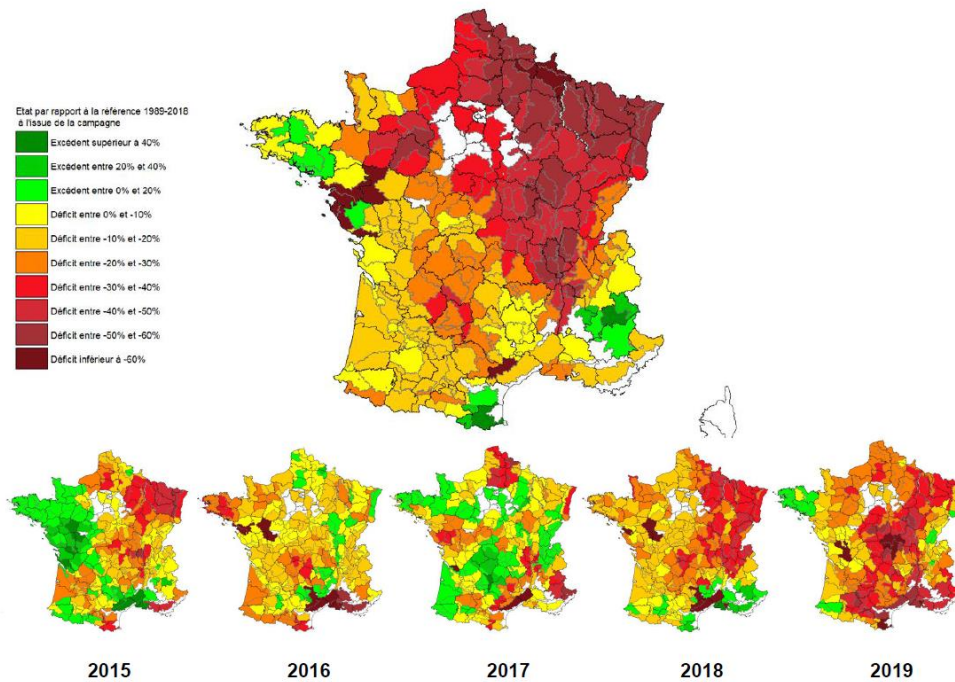 Etat par rapport à la référence 1989-2018
à l'issue de la campagne
Excédent supérieur à 40%
Excédent entre 20% et 40%
Excédent entre 0% et 20%
Déficit entre 0% et -10%
Déficit entre -10% et -20%
Déficit entre -20% et -30%
Déficit entre -30% et -40%
Déficit entre -40% et -50%
Déficit entre -50% et -60%
Déficit inférieur à -60%
2015 2016 2017 2018 2019